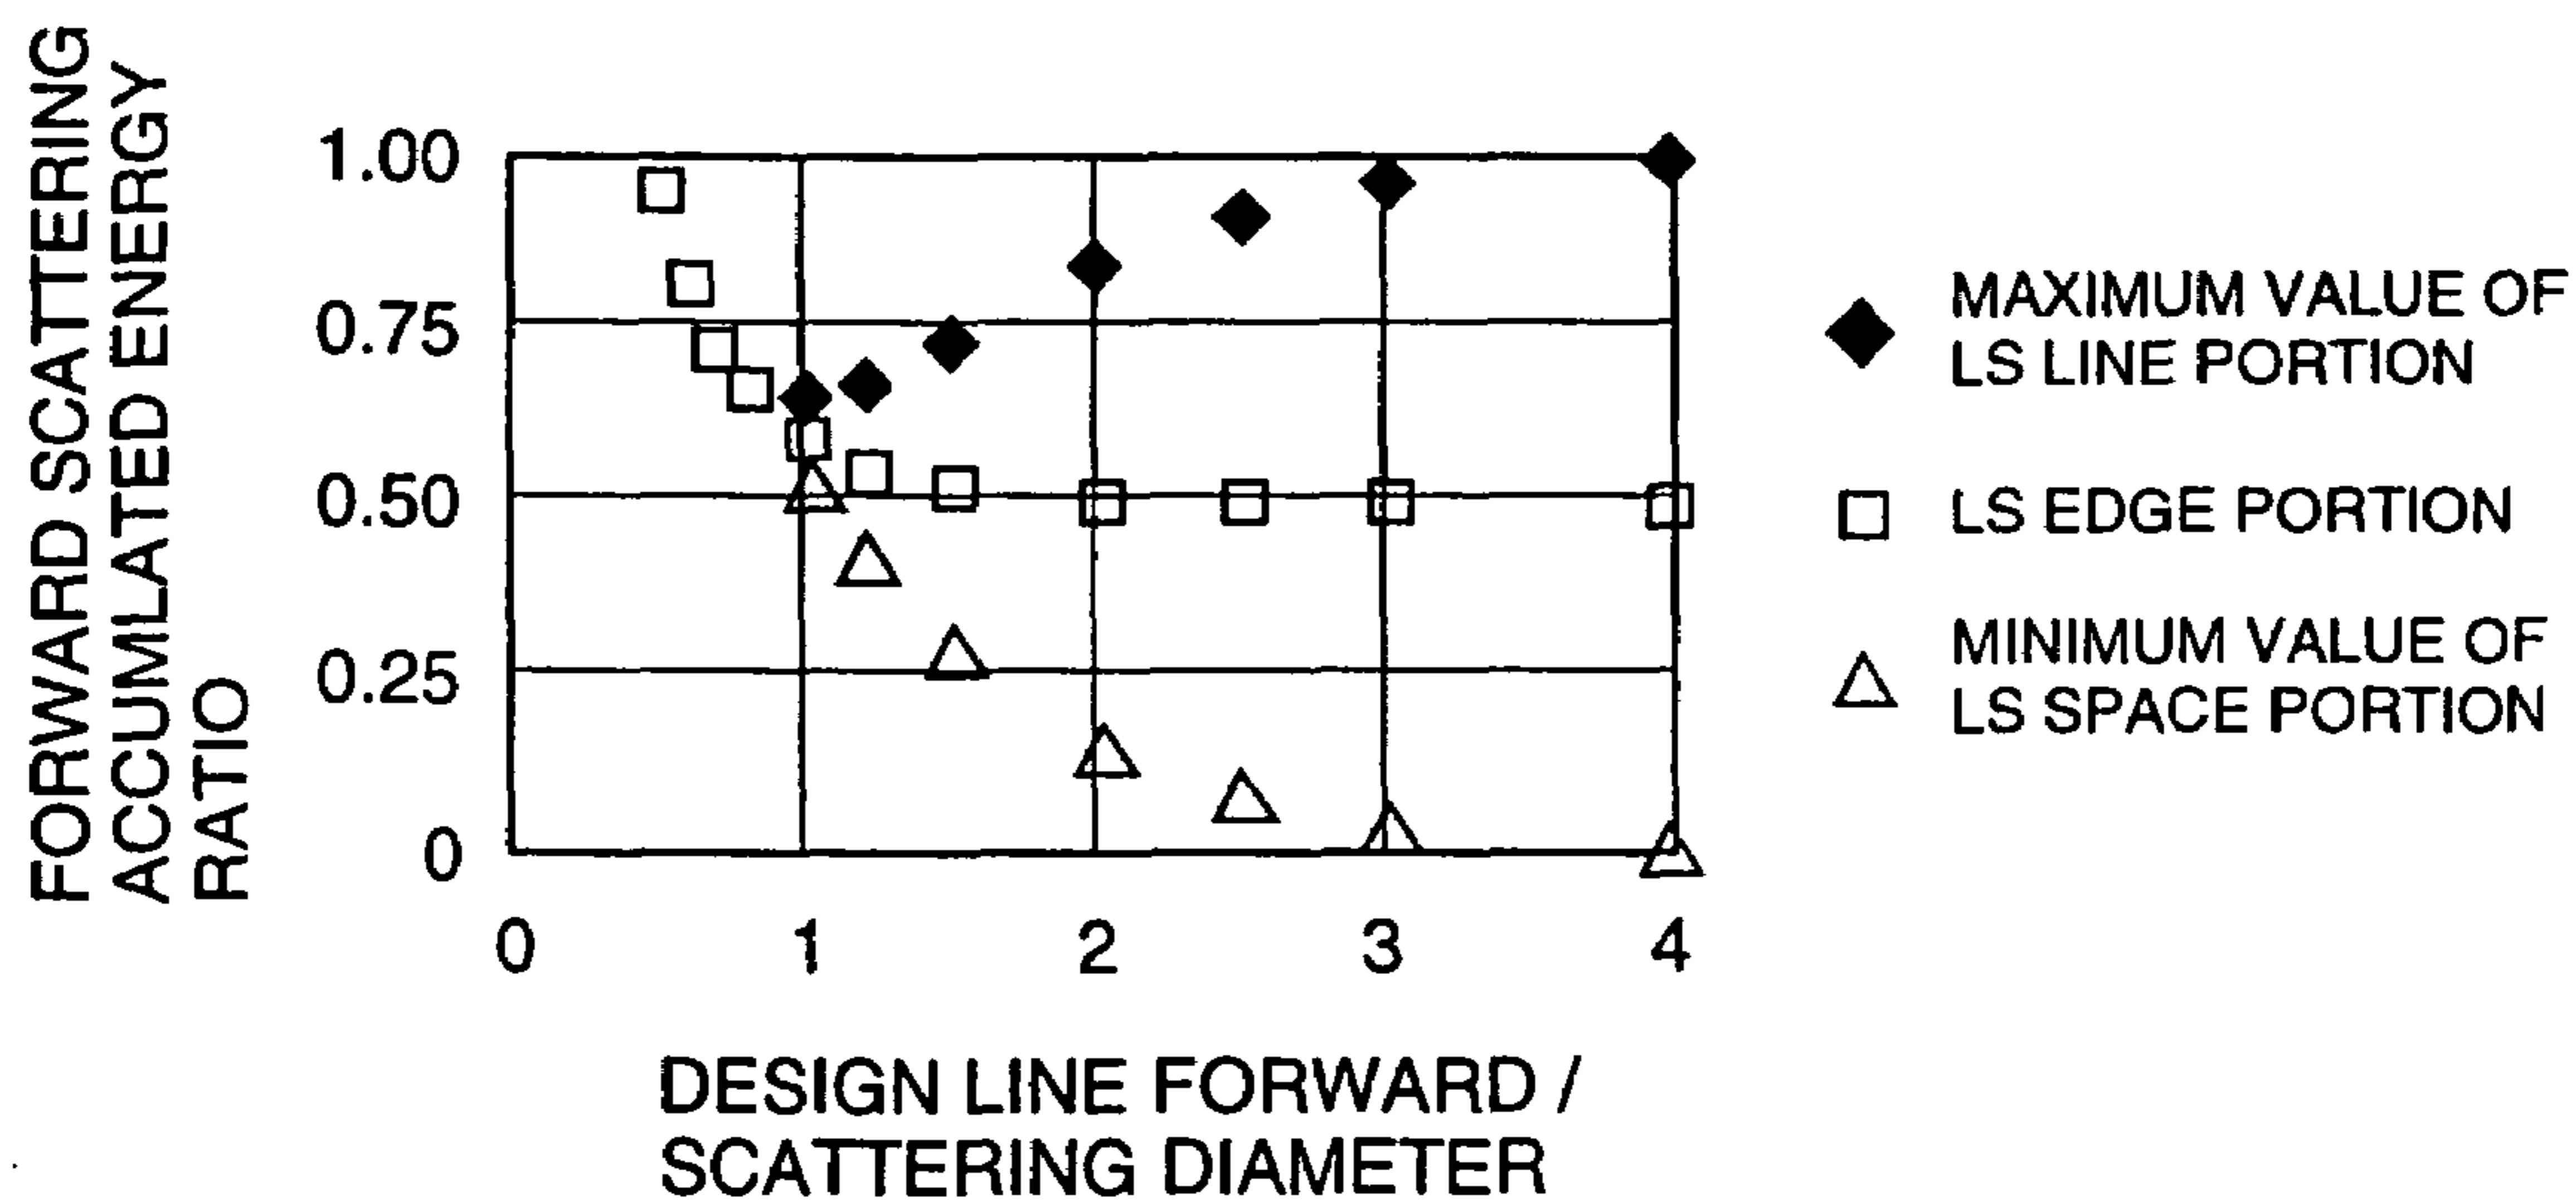 FORWARD SCATTERING
ACCUMLATED ENERGY
RATIO
1.00
0.75
0.50
0.25
0
0 1 2 3 4
DESIGN LINE FORWARD /
SCATTERING DIAMETER
MAXIMUM VALUE OF
LS LINE PORTION
LS EDGE PORTION
MINIMUM VALUE OF
LS SPACE PORTION